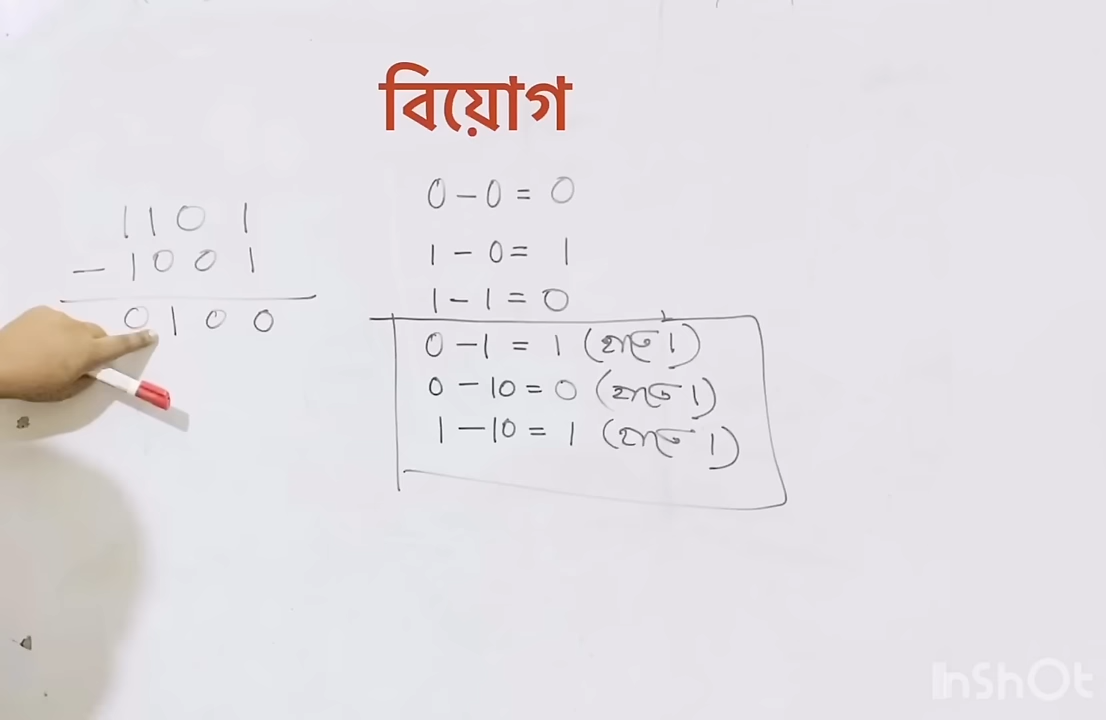 বিয়োগ
1101
- 1001
0100
0 - 0 = 0
1 - 0 = 1
1 - 1 = 0
0 - 1 = 1 (হাতে 1)
0 - 10 = 0 (হাতে 1)
1 - 10 = 1 (হাতে 1)
InShOt